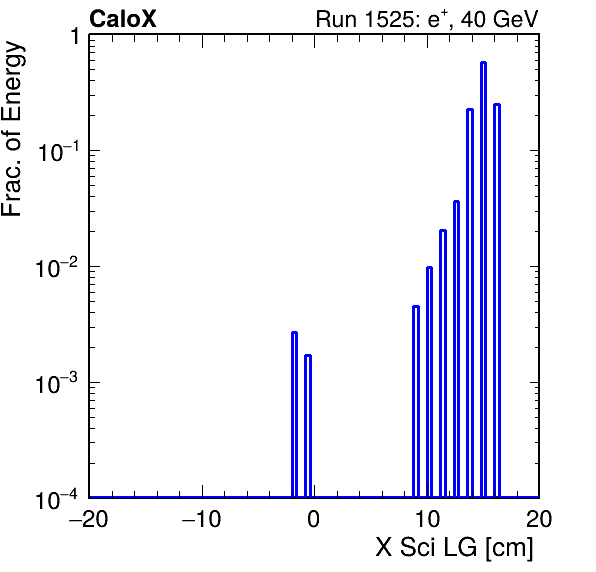 CaloX Run 1525: e⁺, 40 GeV
Frac. of Energy
1
10⁻¹
10⁻²
10⁻³
10⁻⁴
−20 −10 0 10 20
X Sci LG [cm]